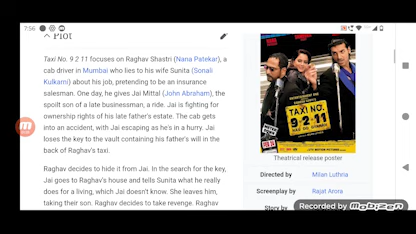 7:56
Plot
Taxi No. 9 2 11 focuses on Raghav Shastri (Nana Patekar), a
cab driver in Mumbai who lies to his wife Sunita (Sonali
Kulkarni) about his job, pretending to be an insurance
salesman. One day, he gives Jai Mittal (John Abraham), the
spoilt son of a late businessman, a ride. Jai is fighting for
ownership rights of his late father's estate. The cab gets
into an accident, with Jai escaping as he's in a hurry. Jai
loses the key to the vault containing his father's will in the
back of Raghav's taxi.
Raghav decides to hide it from Jai. In the search for the key,
Jai goes to Raghav's house and tells Sunita what he really
does for a living, which Jai doesn't know. She leaves him,
taking their son. Raghav decides to take revenge. Raghav
TAXI NO.
9 2 11
Theatrical release poster
Directed by Milan Luthria
Screenplay by Rajat Arora
Story by
Recorded by mobizen